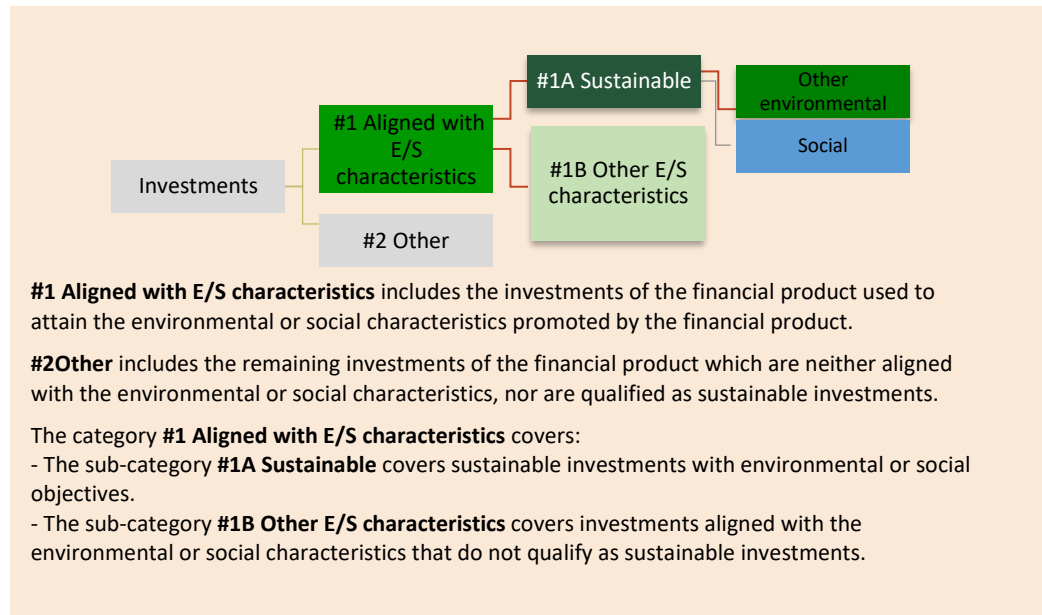 #1A Sustainable
Other
environmental
#1 Aligned with
E/S
characteristics
Social
#1B Other E/S
characteristics
Investments
#2 Other
#1 Aligned with E/S characteristics includes the investments of the financial product used to
attain the environmental or social characteristics promoted by the financial product.
#2Other includes the remaining investments of the financial product which are neither aligned
with the environmental or social characteristics, nor are qualified as sustainable investments.
The category #1 Aligned with E/S characteristics covers:
- The sub-category #1A Sustainable covers sustainable investments with environmental or social
objectives.
- The sub-category #1B Other E/S characteristics covers investments aligned with the
environmental or social characteristics that do not qualify as sustainable investments.